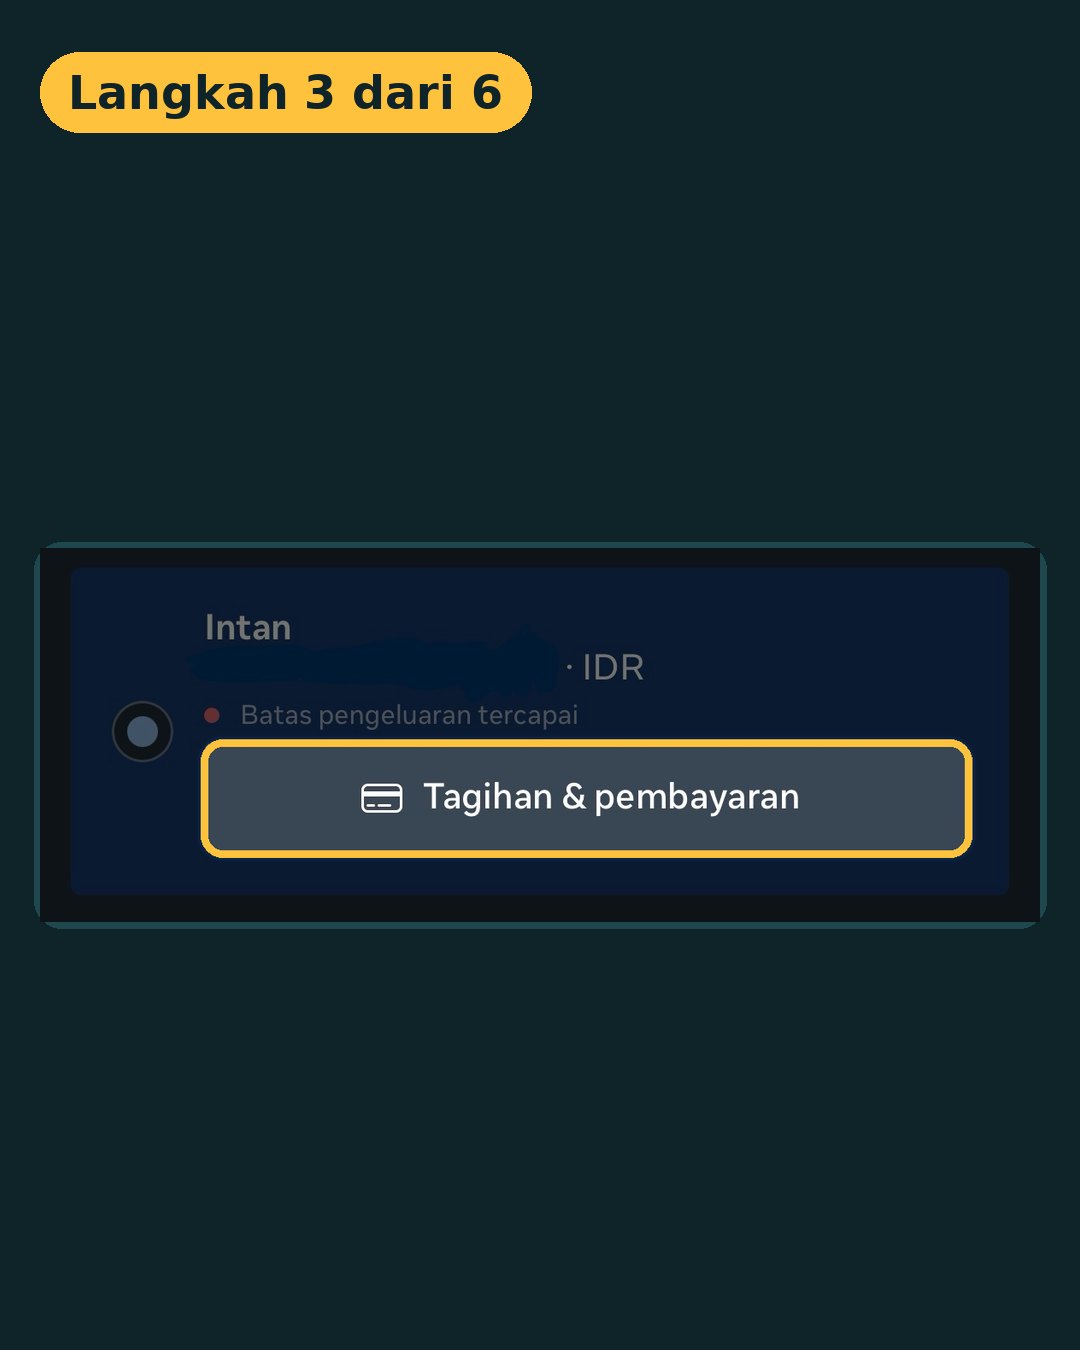 Langkah 3 dari 6
Intan
· IDR
Batas pengeluaran tercapai
Tagihan & pembayaran